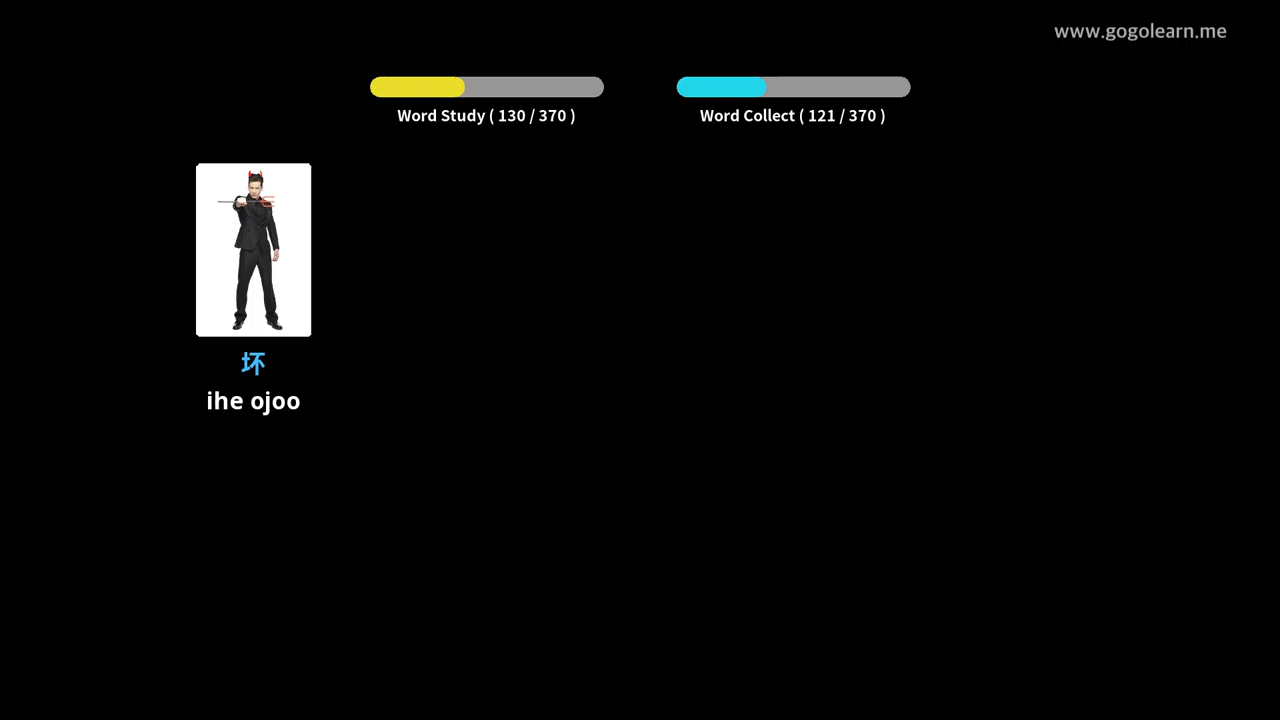 www.gogolearn.me
Word Study ( 130 / 370 )
Word Collect ( 121 / 370 )
坏
ihe ojoo